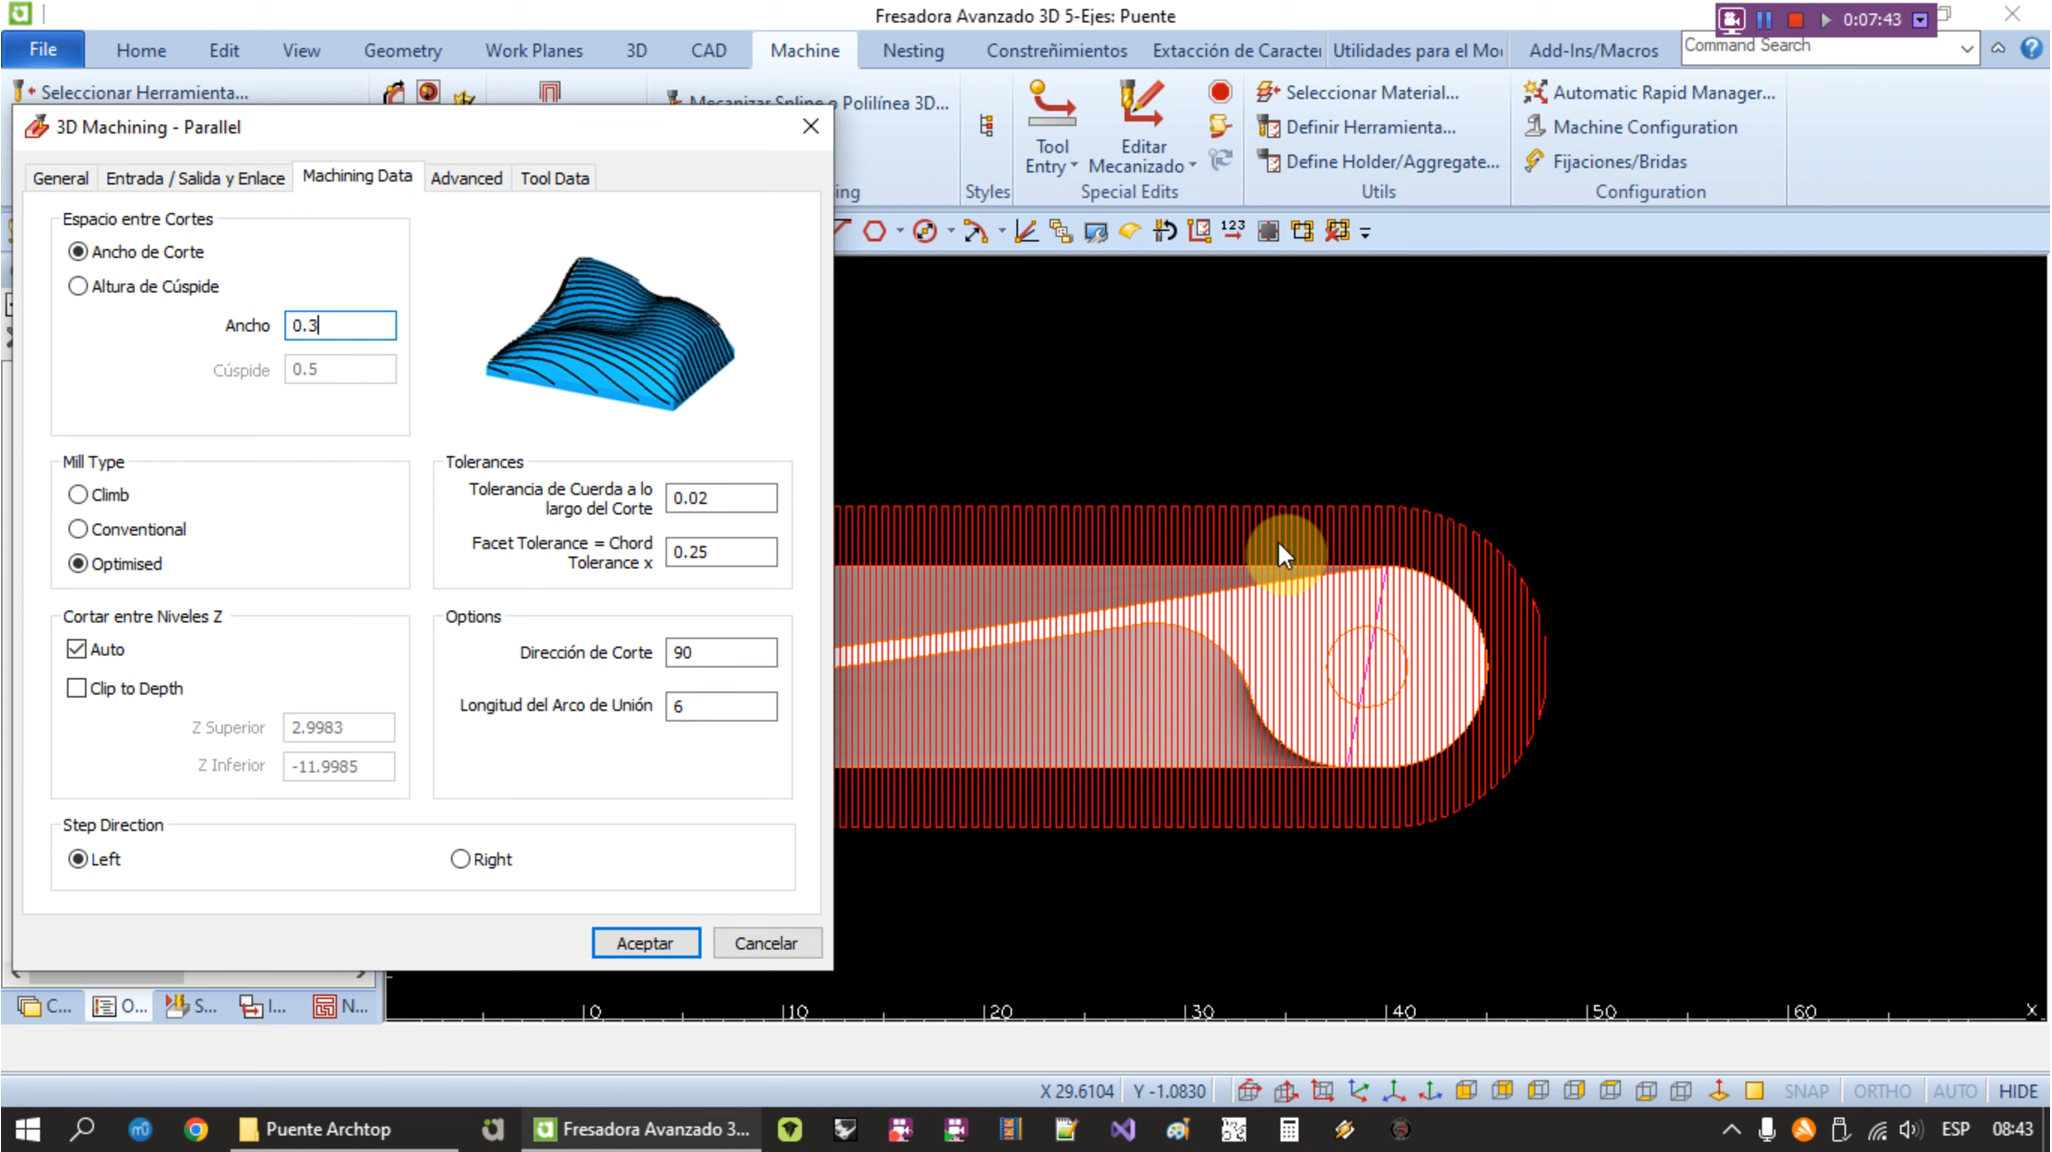 Fresadora Avanzado 3D 5-Ejes: Puente
0:07:43
File
Home
Edit
View
Geometry
Work Planes
3D
CAD
Machine
Nesting
Constreñimientos
Extacción de Caracter
Utilidades para el Mo
Add-Ins/Macros
Command Search
Seleccionar Herramienta...
Mecanizar Spline o Polilínea 3D...
Tool Entry
Editar Mecanizado
Special Edits
Styles
Seleccionar Material...
Definir Herramienta...
Define Holder/Aggregate...
Utils
Automatic Rapid Manager...
Machine Configuration
Fijaciones/Bridas
Configuration
ing
123
3D Machining - Parallel
General
Entrada / Salida y Enlace
Machining Data
Advanced
Tool Data
Espacio entre Cortes
Ancho de Corte
Altura de Cúspide
Ancho 0.3
Cúspide 0.5
Mill Type
Climb
Conventional
Optimised
Tolerances
Tolerancia de Cuerda a lo
largo del Corte 0.02
Facet Tolerance = Chord
Tolerance x 0.25
Cortar entre Niveles Z
Auto
Clip to Depth
Z Superior 2.9983
Z Inferior -11.9985
Options
Dirección de Corte 90
Longitud del Arco de Unión 6
Step Direction
Left
Right
Aceptar
Cancelar
C...
O...
S...
I...
N...
0 10 20 30 40 50 60 X
X 29.6104 Y -1.0830
SNAP ORTHO AUTO HIDE
Puente Archtop
Fresadora Avanzado 3...
ESP
08:43